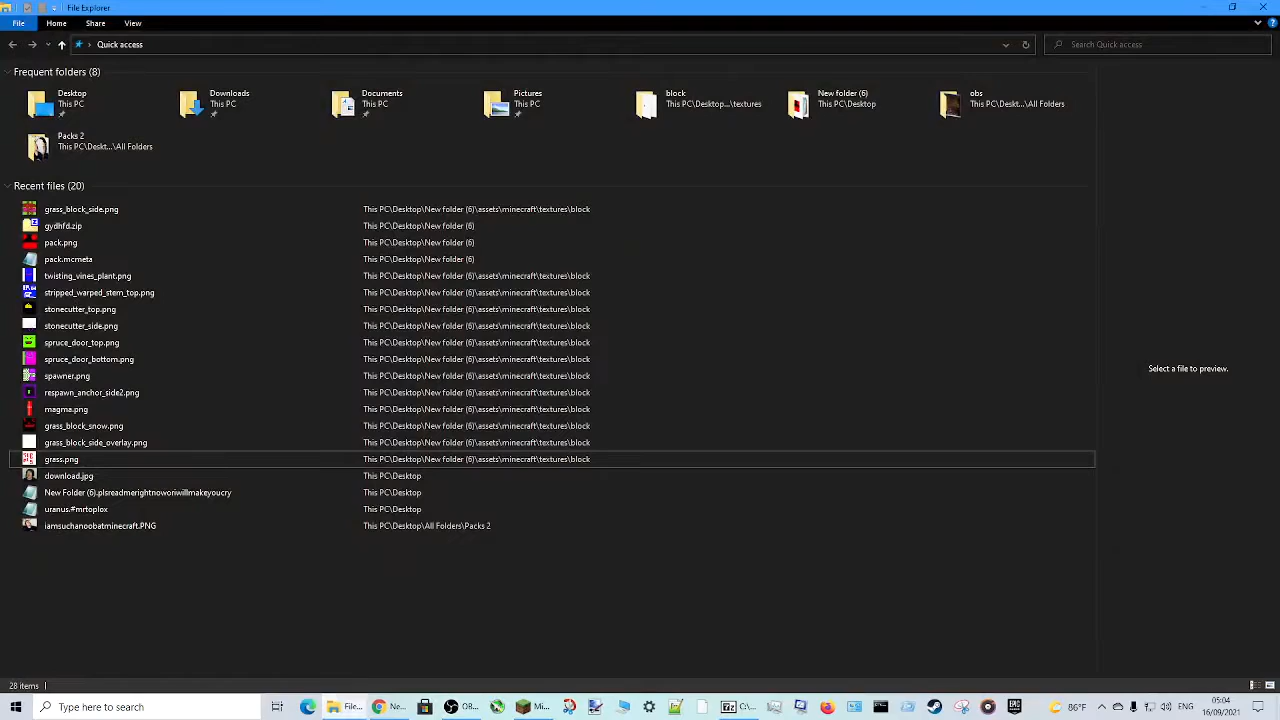 File Explorer
File Home Share View
Quick access
Search Quick access
Frequent folders (8)
Desktop
This PC
Downloads
This PC
Documents
This PC
Pictures
This PC
block
This PC\Desktop...\textures
New folder (6)
This PC\Desktop
obs
This PC\Deskt...\All Folders
Packs 2
This PC\Deskt...\All Folders
Recent files (20)
grass_block_side.png This PC\Desktop\New folder (6)\assets\minecraft\textures\block
gydhfd.zip This PC\Desktop\New folder (6)
pack.png This PC\Desktop\New folder (6)
pack.mcmeta This PC\Desktop\New folder (6)
twisting_vines_plant.png This PC\Desktop\New folder (6)\assets\minecraft\textures\block
stripped_warped_stem_top.png This PC\Desktop\New folder (6)\assets\minecraft\textures\block
stonecutter_top.png This PC\Desktop\New folder (6)\assets\minecraft\textures\block
stonecutter_side.png This PC\Desktop\New folder (6)\assets\minecraft\textures\block
spruce_door_top.png This PC\Desktop\New folder (6)\assets\minecraft\textures\block
spruce_door_bottom.png This PC\Desktop\New folder (6)\assets\minecraft\textures\block
spawner.png This PC\Desktop\New folder (6)\assets\minecraft\textures\block
respawn_anchor_side2.png This PC\Desktop\New folder (6)\assets\minecraft\textures\block
magma.png This PC\Desktop\New folder (6)\assets\minecraft\textures\block
grass_block_snow.png This PC\Desktop\New folder (6)\assets\minecraft\textures\block
grass_block_side_overlay.png This PC\Desktop\New folder (6)\assets\minecraft\textures\block
grass.png This PC\Desktop\New folder (6)\assets\minecraft\textures\block
download.jpg This PC\Desktop
New Folder (6).plsreadmerightnoworiwillmakeyoucry This PC\Desktop
uranus.#mrtoplox This PC\Desktop
iamsuchanoobatminecraft.PNG This PC\Desktop\All Folders\Packs 2
Select a file to preview.
28 items
Type here to search
File...
Ne...
OB...
Mi...
C:\...
86°F
05:04
16/09/2021